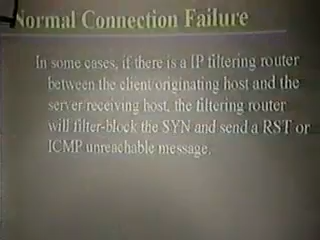 Normal Connection Failure
In some cases, if there is a IP filtering router
between the client/originating host and the
server/receiving host, the filtering router
will filter-block the SYN and send a RST or
ICMP unreachable message.